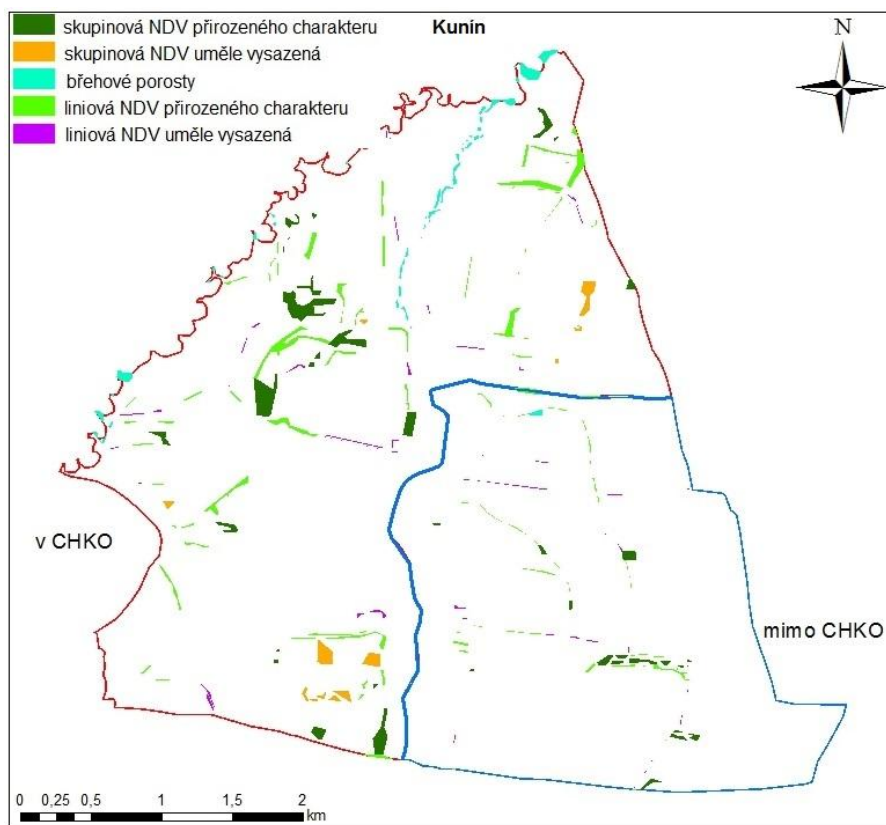 skupinová NDV přirozeného charakteru
Kunín
N
skupinová NDV uměle vysazená
břehové porosty
liniová NDV přirozeného charakteru
liniová NDV uměle vysazená
v CHKO
mimo CHKO
0 0,25 0,5 1 1,5 2
km